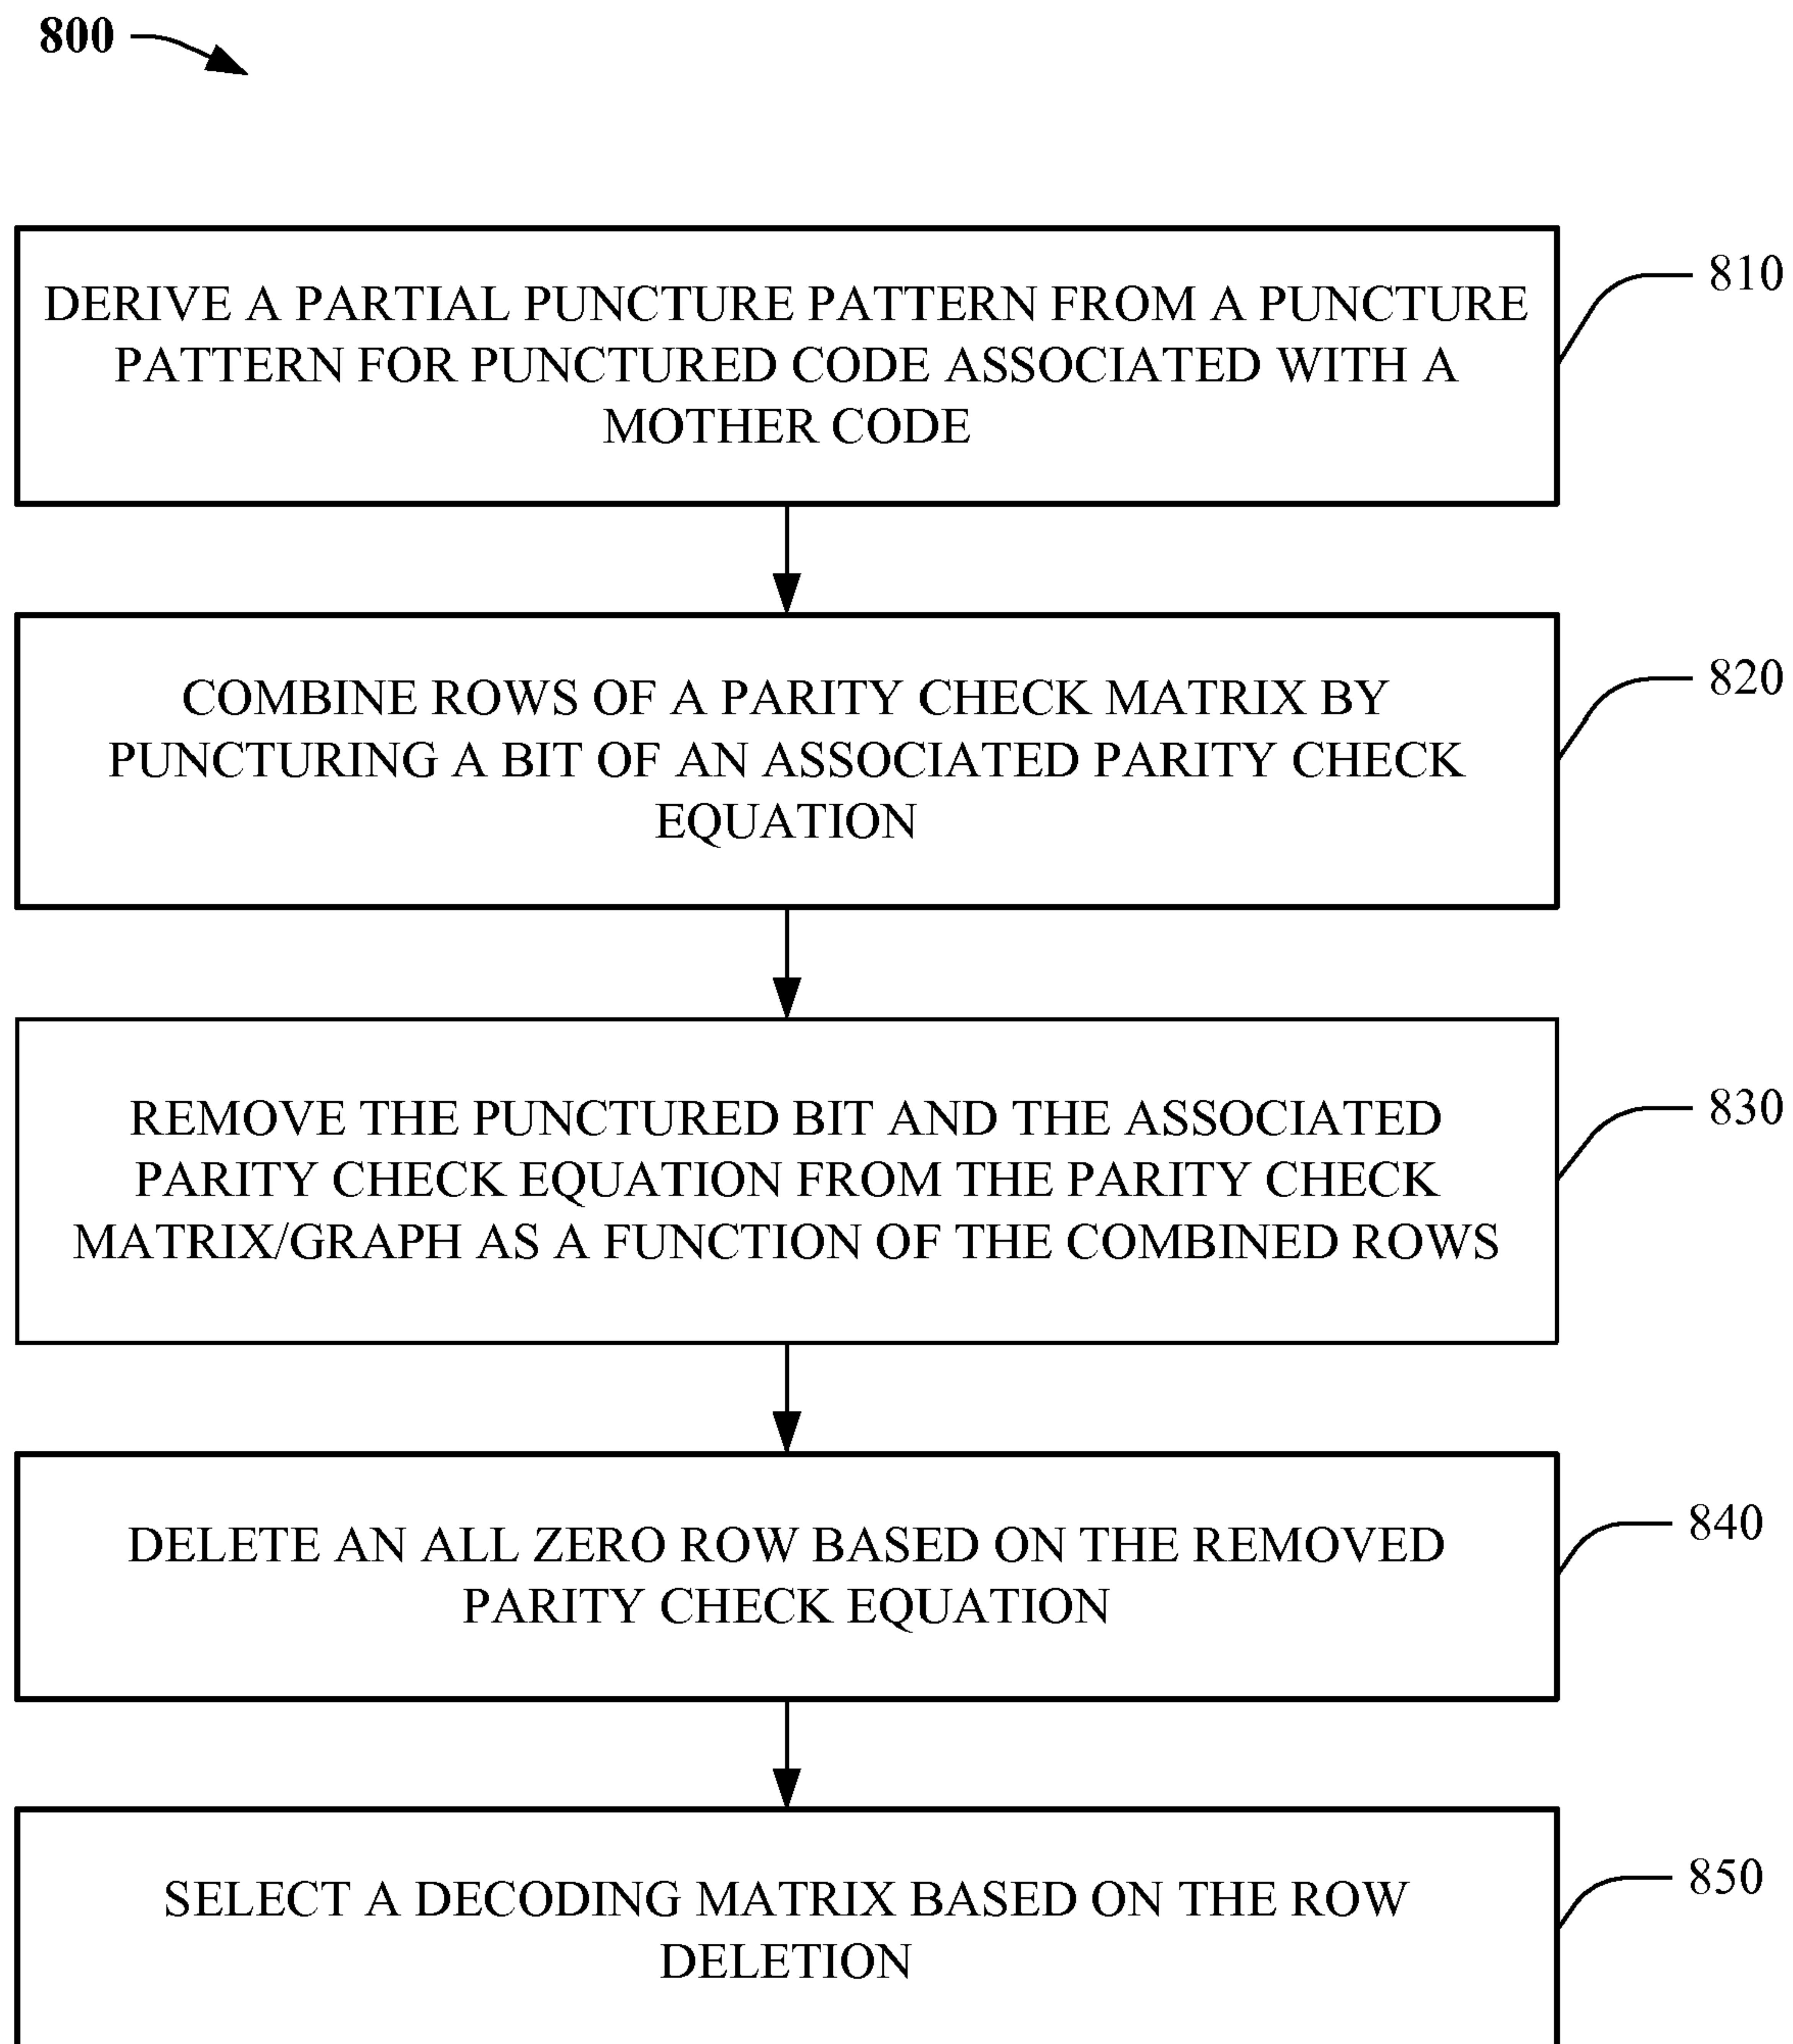 800
DERIVE A PARTIAL PUNCTURE PATTERN FROM A PUNCTURE
PATTERN FOR PUNCTURED CODE ASSOCIATED WITH A
MOTHER CODE
810
COMBINE ROWS OF A PARITY CHECK MATRIX BY
PUNCTURING A BIT OF AN ASSOCIATED PARITY CHECK
EQUATION
820
REMOVE THE PUNCTURED BIT AND THE ASSOCIATED
PARITY CHECK EQUATION FROM THE PARITY CHECK
MATRIX/GRAPH AS A FUNCTION OF THE COMBINED ROWS
830
DELETE AN ALL ZERO ROW BASED ON THE REMOVED
PARITY CHECK EQUATION
840
SELECT A DECODING MATRIX BASED ON THE ROW
DELETION
850